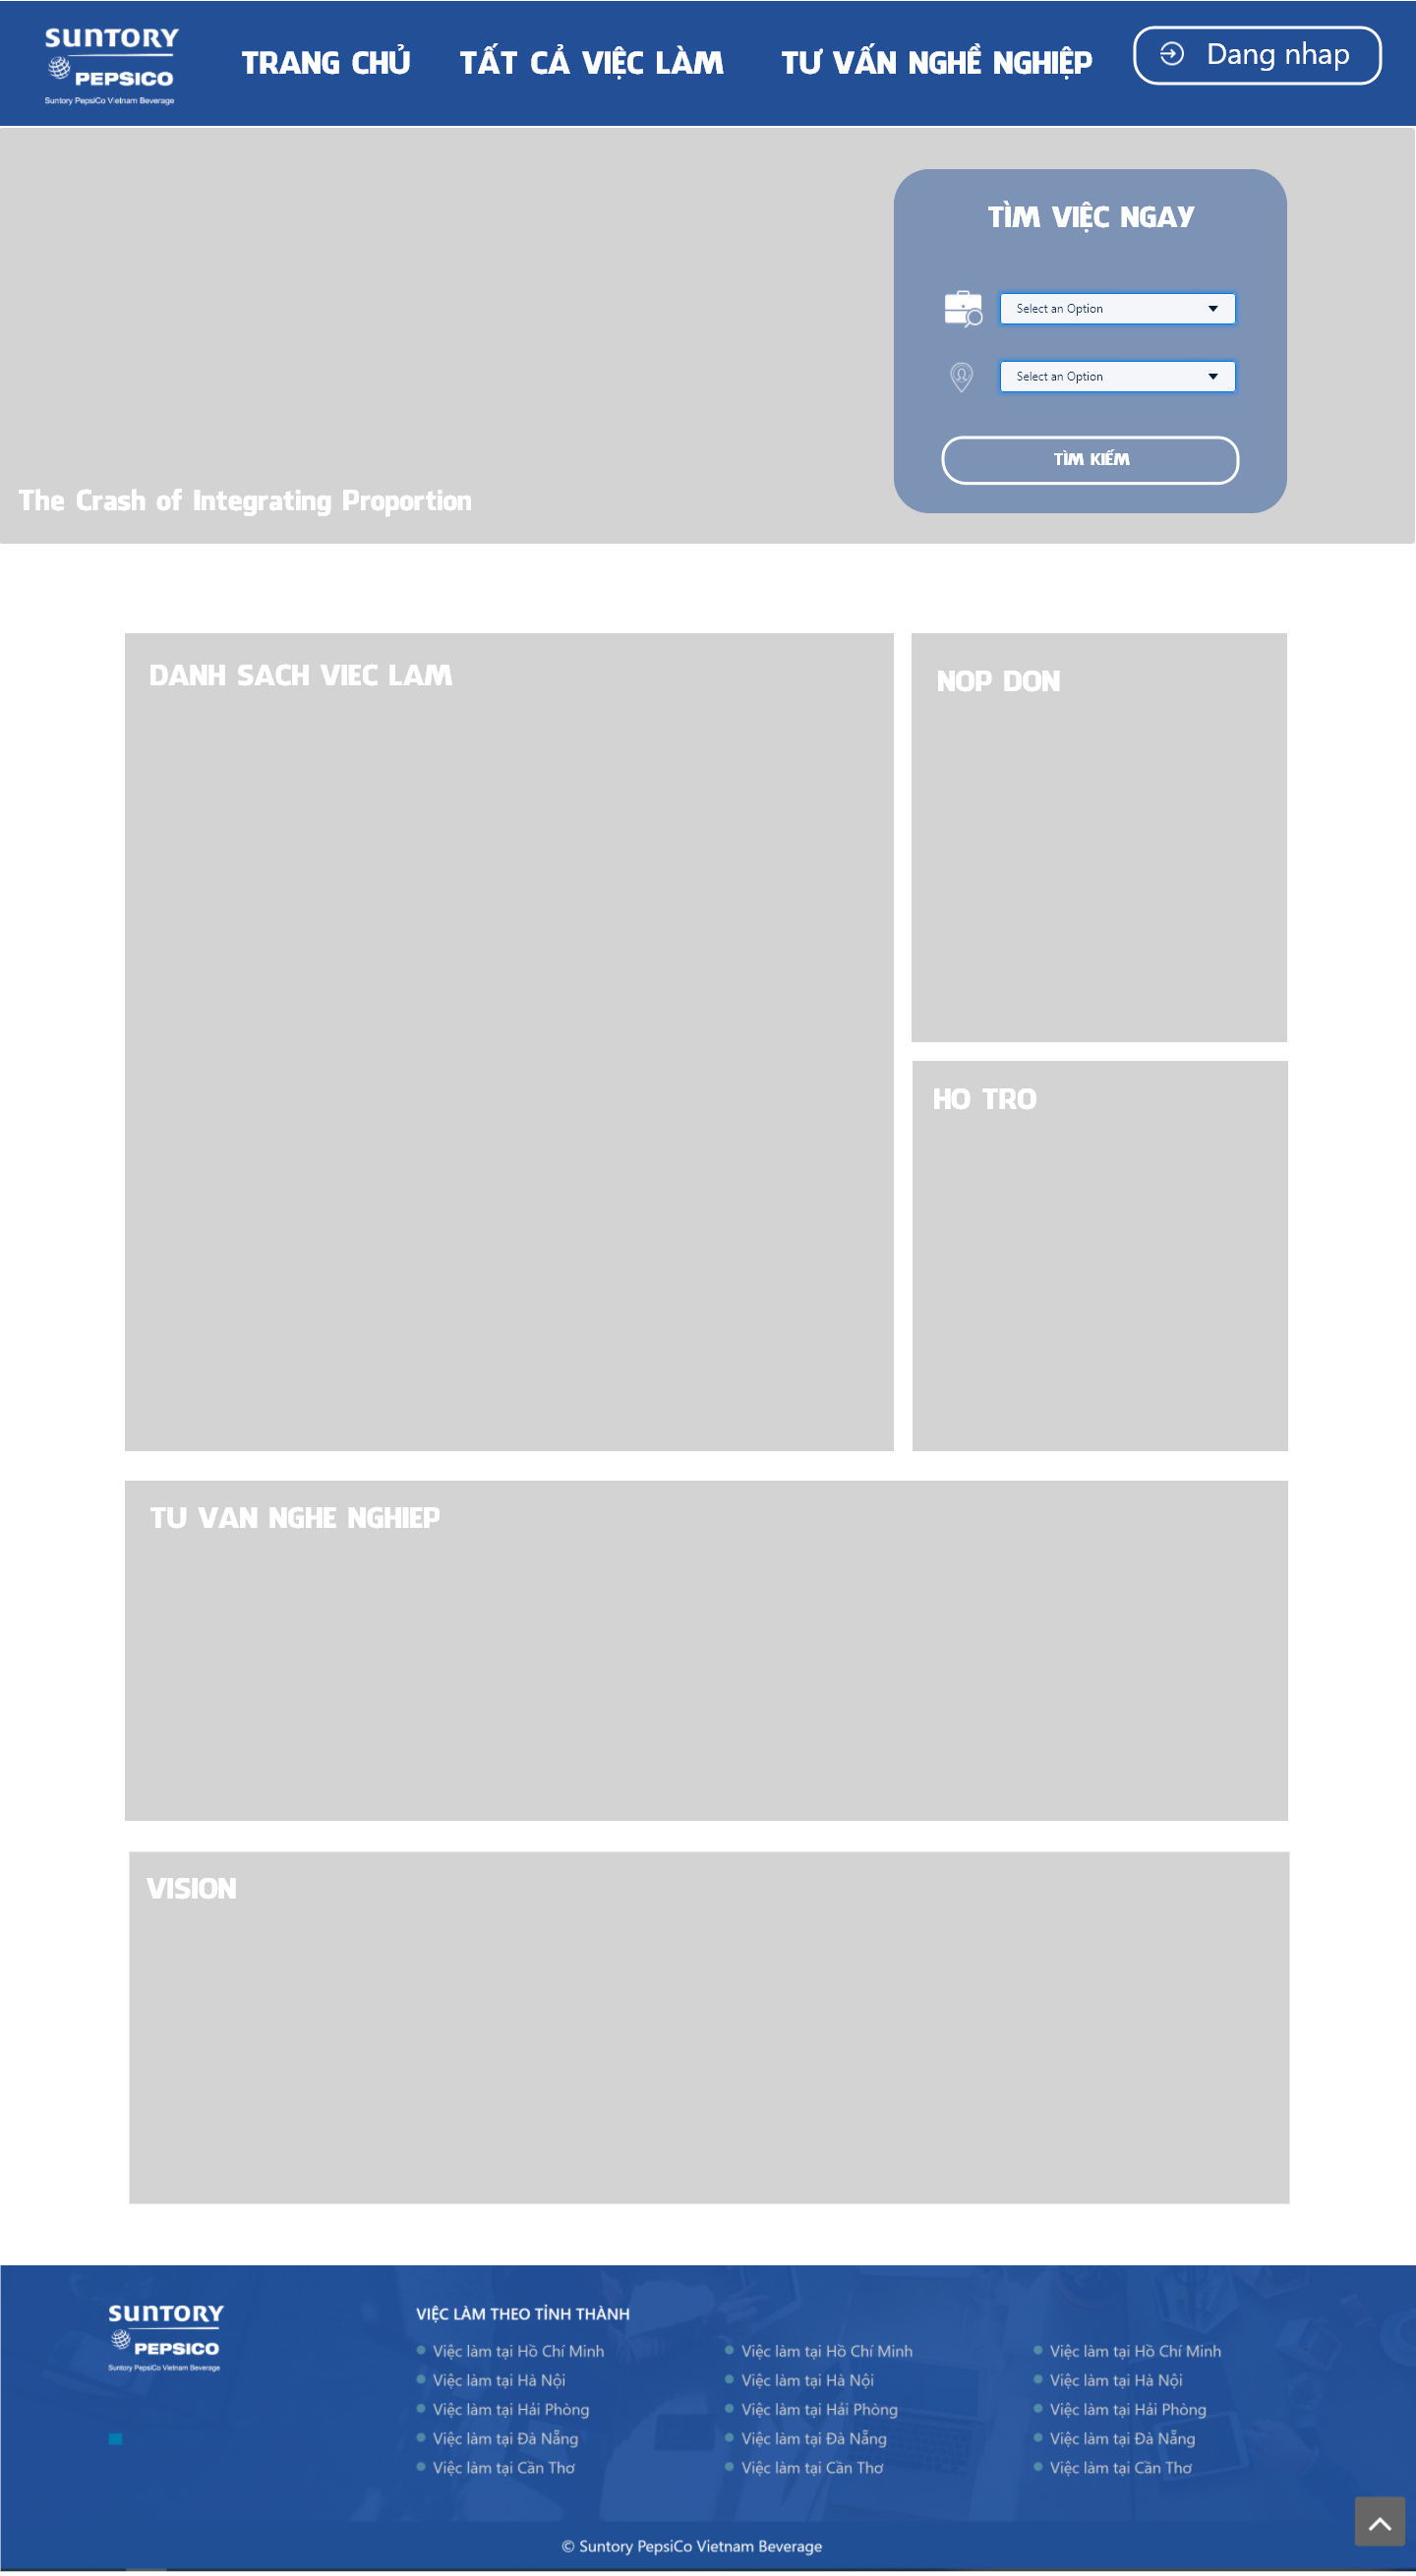 SUNTORY
PEPSICO
Suntory PepsiCo Vietnam Beverage
TRANG CHỦ
TẤT CẢ VIỆC LÀM
TƯ VẤN NGHỀ NGHIỆP
Dang nhap
TÌM VIỆC NGAY
Select an Option
Select an Option
TÌM KIẾM
The Crash of Integrating Proportion
DANH SACH VIEC LAM
NOP DON
HO TRO
TU VAN NGHE NGHIEP
VISION
SUNTORY
PEPSICO
Suntory PepsiCo Vietnam Beverage
VIỆC LÀM THEO TỈNH THÀNH
Việc làm tại Hồ Chí Minh
Việc làm tại Hà Nội
Việc làm tại Hải Phòng
Việc làm tại Đà Nẵng
Việc làm tại Cần Thơ
Việc làm tại Hồ Chí Minh
Việc làm tại Hà Nội
Việc làm tại Hải Phòng
Việc làm tại Đà Nẵng
Việc làm tại Cần Thơ
Việc làm tại Hồ Chí Minh
Việc làm tại Hà Nội
Việc làm tại Hải Phòng
Việc làm tại Đà Nẵng
Việc làm tại Cần Thơ
© Suntory PepsiCo Vietnam Beverage